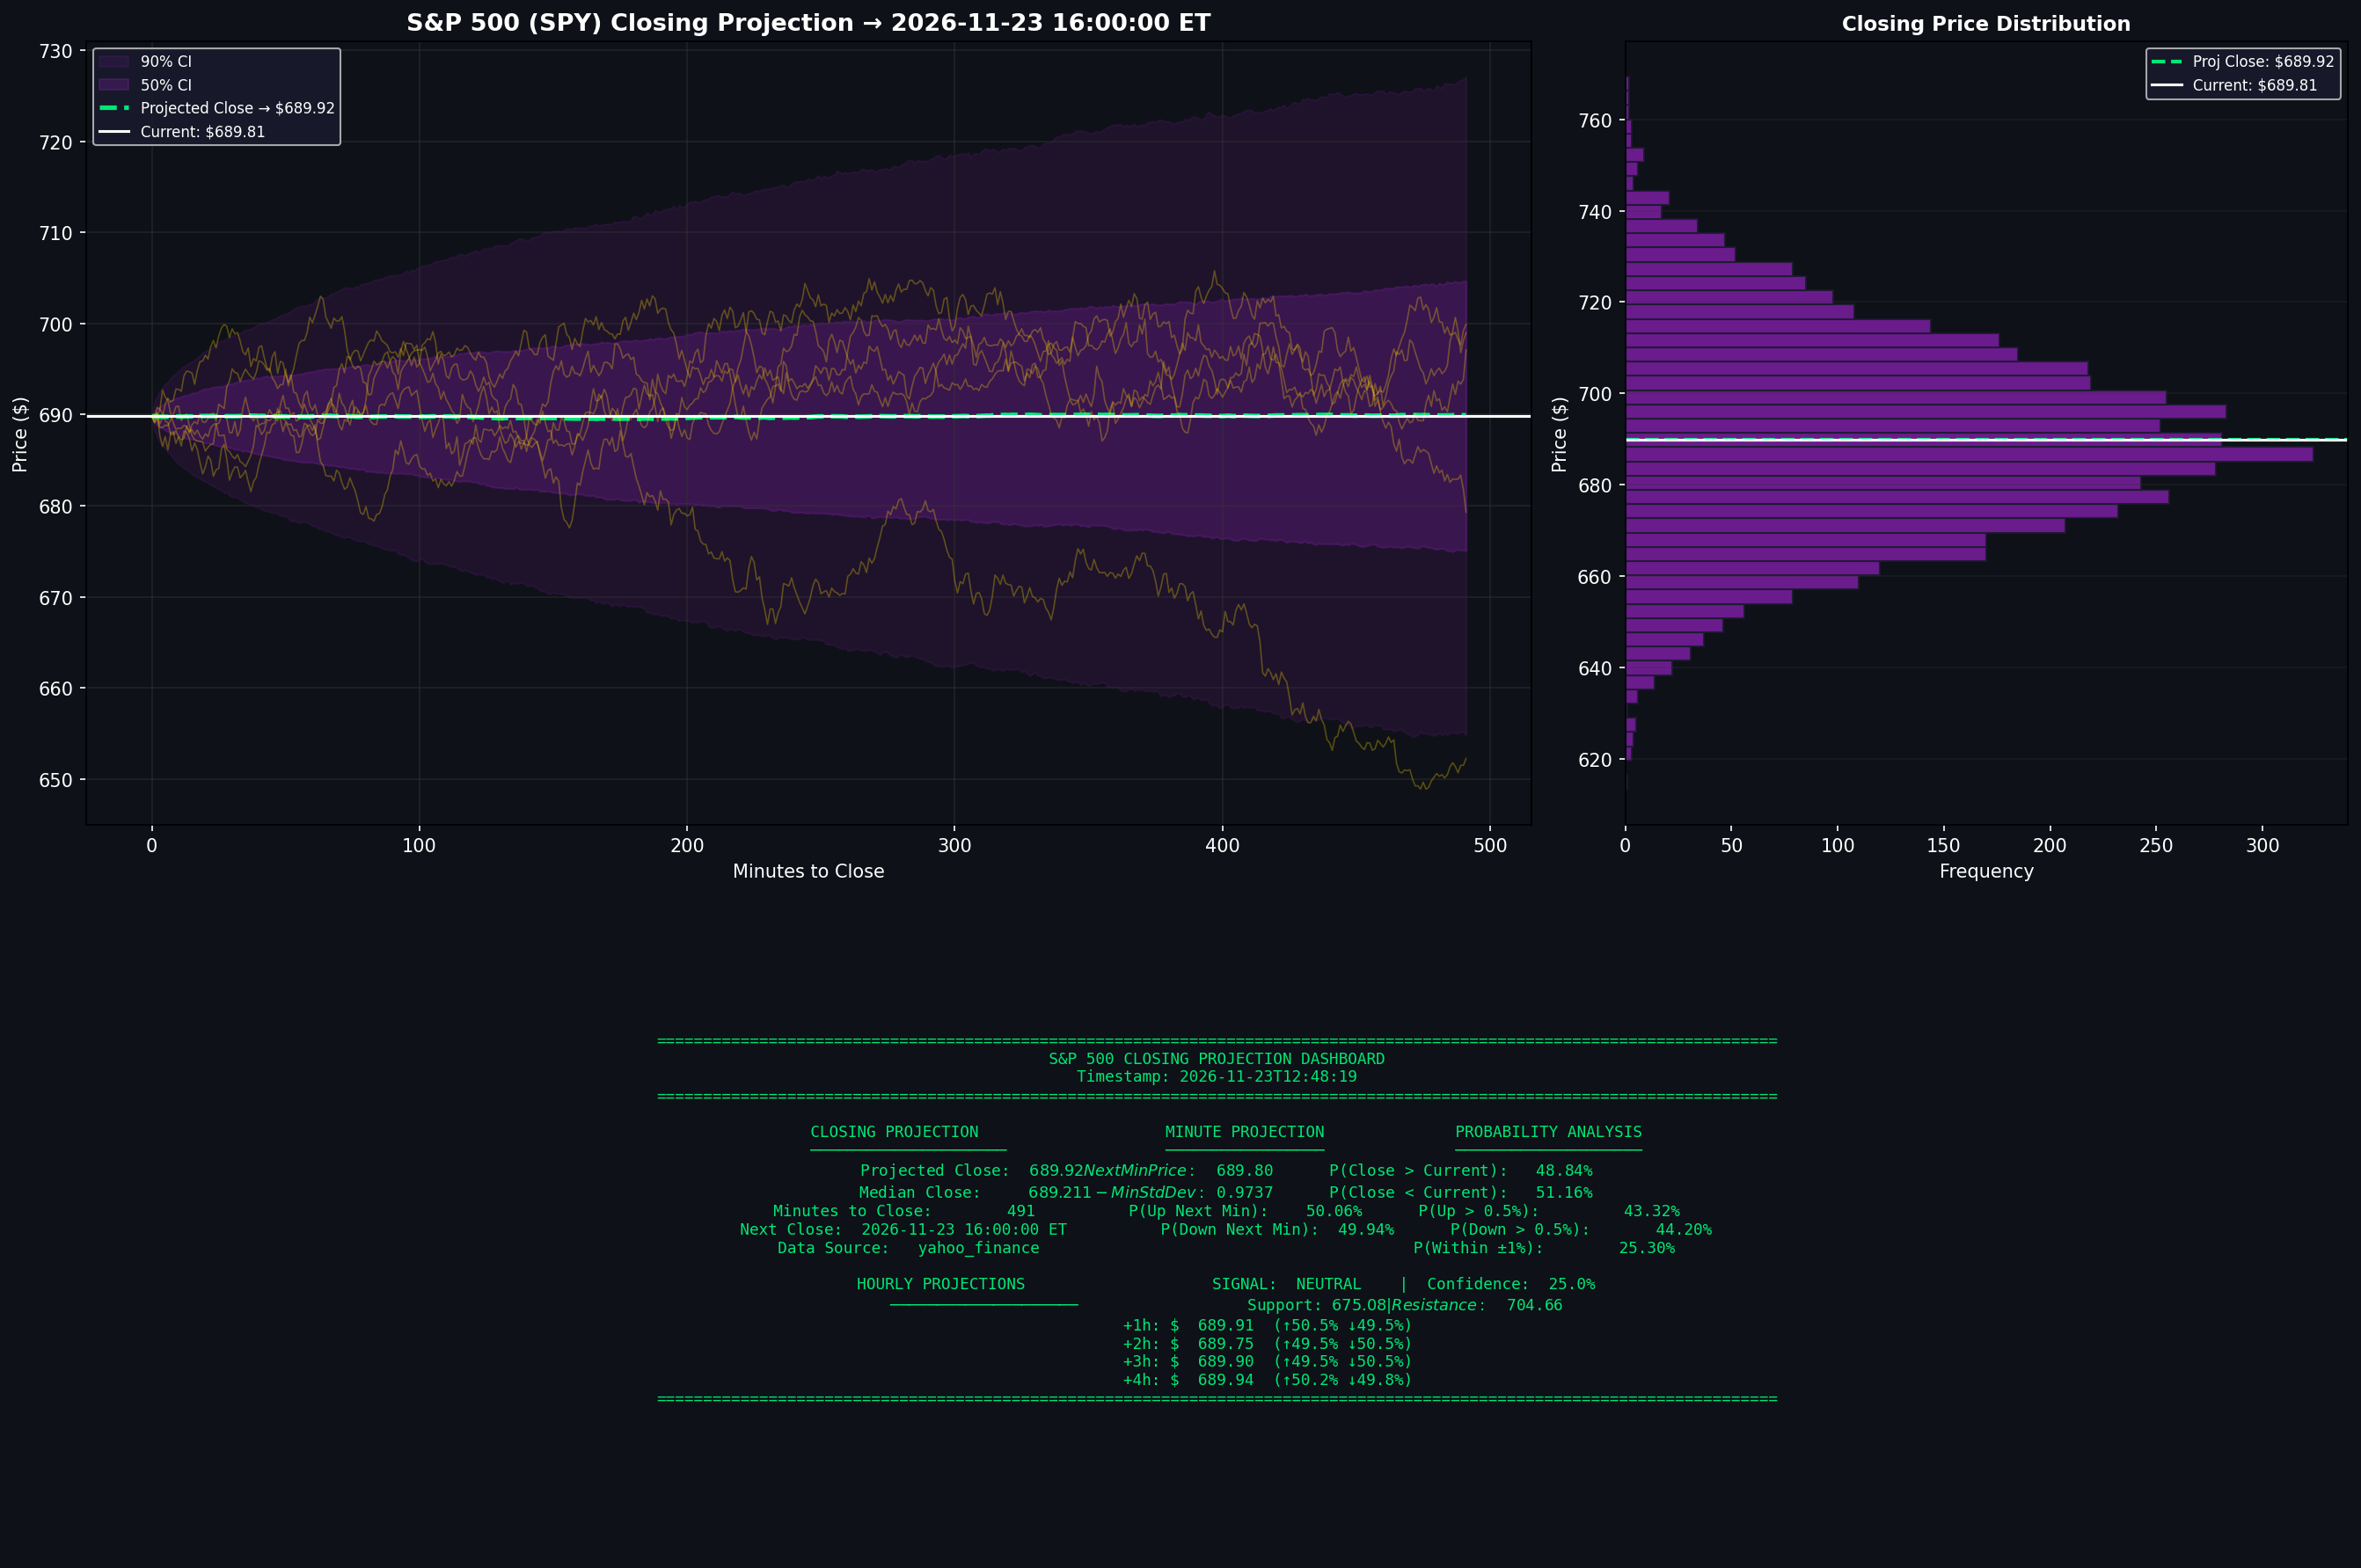 S&P 500 (SPY) Closing Projection → 2026-11-23 16:00:00 ET
90% CI
50% CI
Projected Close → $689.92
Current: $689.81
Price ($)
730
720
710
700
690
680
670
660
650
0 100 200 300 400 500
Minutes to Close
Closing Price Distribution
Proj Close: $689.92
Current: $689.81
Price ($)
760
740
720
700
680
660
640
620
0 50 100 150 200 250 300
Frequency
================================================================================
S&P 500 CLOSING PROJECTION DASHBOARD
Timestamp: 2026-11-23T12:48:19
================================================================================
CLOSING PROJECTION MINUTE PROJECTION PROBABILITY ANALYSIS
Projected Close: 689.92NextMinPrice: 689.80 P(Close > Current): 48.84%
Median Close: 689.211−MinStdDev: 0.9737 P(Close < Current): 51.16%
Minutes to Close: 491 P(Up Next Min): 50.06% P(Up > 0.5%): 43.32%
Next Close: 2026-11-23 16:00:00 ET P(Down Next Min): 49.94% P(Down > 0.5%): 44.20%
Data Source: yahoo_finance P(Within ±1%): 25.30%
HOURLY PROJECTIONS SIGNAL: NEUTRAL | Confidence: 25.0%
Support: 675.08|Resistance: 704.66
+1h: $ 689.91 (↑50.5% ↓49.5%)
+2h: $ 689.75 (↑49.5% ↓50.5%)
+3h: $ 689.90 (↑49.5% ↓50.5%)
+4h: $ 689.94 (↑50.2% ↓49.8%)
================================================================================